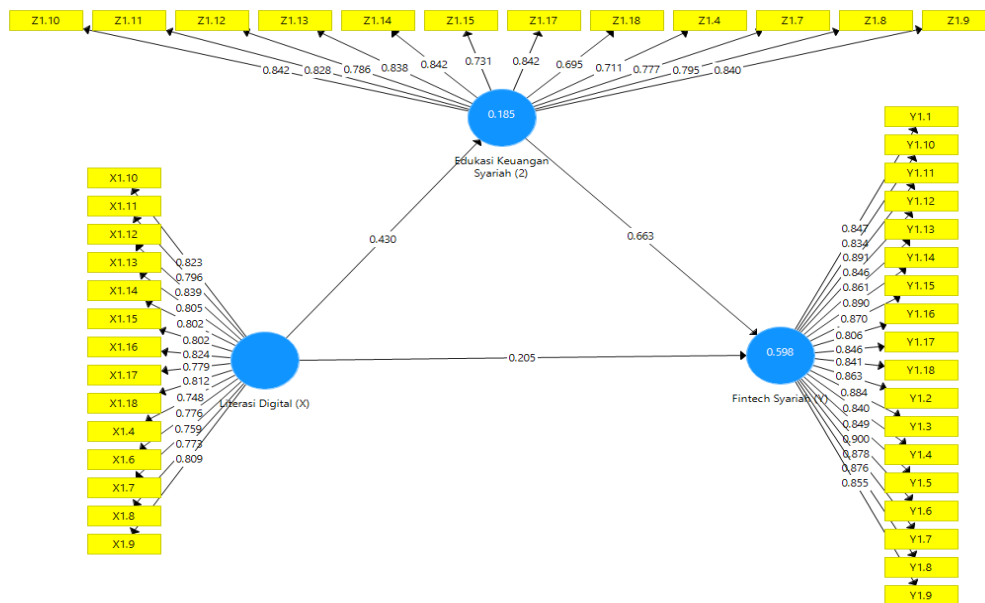 Z1.10 Z1.11 Z1.12 Z1.13 Z1.14 Z1.15 Z1.17 Z1.18 Z1.4 Z1.7 Z1.8 Z1.9
0.842 0.828 0.786 0.838 0.842 0.731 0.842 0.695 0.711 0.777 0.795 0.840
0.185
Edukasi Keuangan
Syariah (2)
X1.10
X1.11
X1.12
X1.13
X1.14
X1.15
X1.16
X1.17
X1.18
X1.4
X1.6
X1.7
X1.8
X1.9
0.823
0.796
0.839
0.805
0.802
0.802
0.824
0.779
0.812
0.748
0.776
0.759
0.773
0.809
Literasi Digital (X)
0.430
0.663
0.205
0.598
Fintech Syariah (Y)
0.847
0.834
0.891
0.846
0.861
0.890
0.870
0.806
0.846
0.841
0.863
0.884
0.840
0.849
0.900
0.878
0.876
0.855
Y1.1
Y1.10
Y1.11
Y1.12
Y1.13
Y1.14
Y1.15
Y1.16
Y1.17
Y1.18
Y1.2
Y1.3
Y1.4
Y1.5
Y1.6
Y1.7
Y1.8
Y1.9